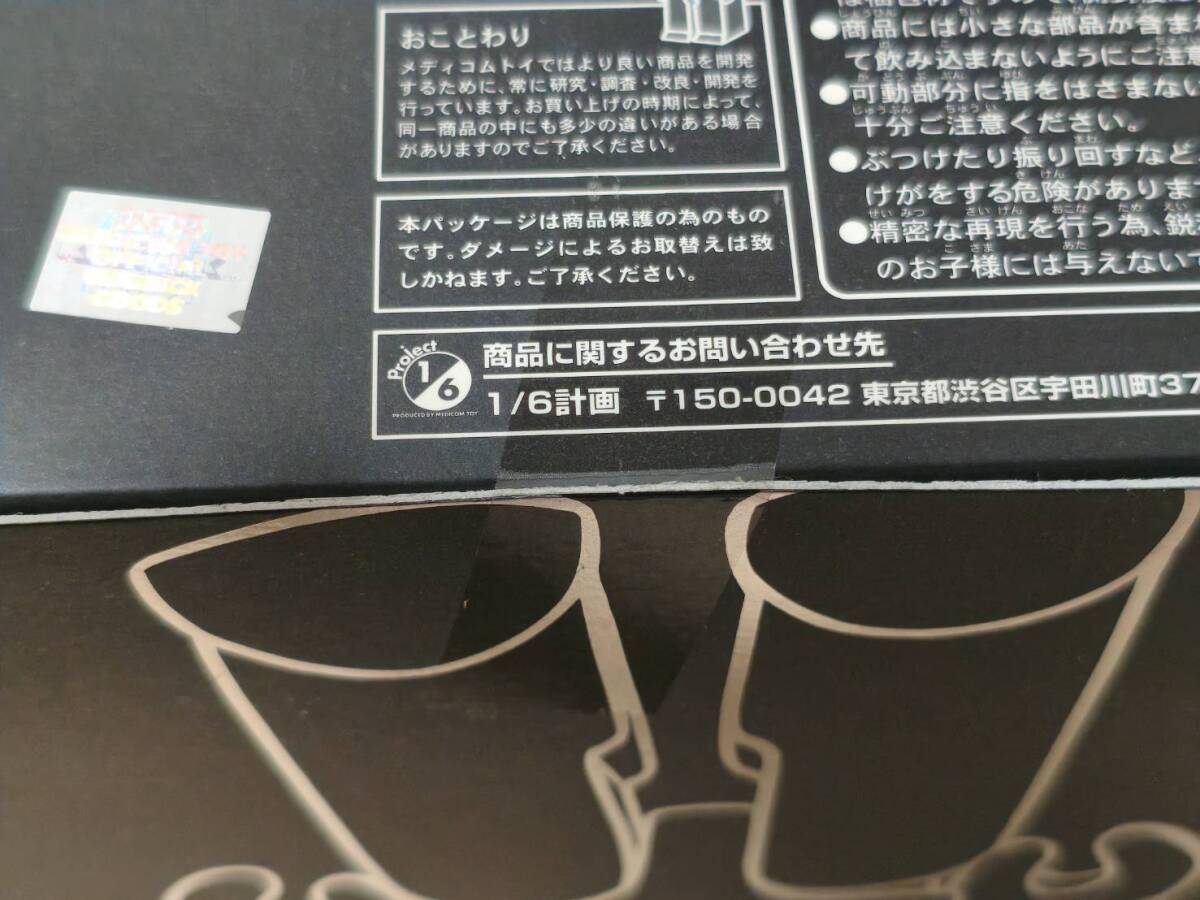 おことわり
メディコムトイではより良い商品を開発
するために、常に研究・調査・改良・開発を
行っています。お買い上げの時期によって、
同一商品の中にも多少の違いがある場合
がありますのでご了承ください。
本パッケージは商品保護の為のもの
です。ダメージによるお取替えは致
しかねます。ご了承ください。
●商品には小さな部品が含ま
て飲み込まないようにご注意
●可動部分に指をはさまない
十分ご注意ください。
●ぶつけたり振り回すなど
けがをする危険がありま
●精密な再現を行う為、鋭
のお子様には与えないで
Project
1/6
PRODUCED BY MEDICOM TOY
商品に関するお問い合わせ先
1/6計画 〒150-0042 東京都渋谷区宇田川町37